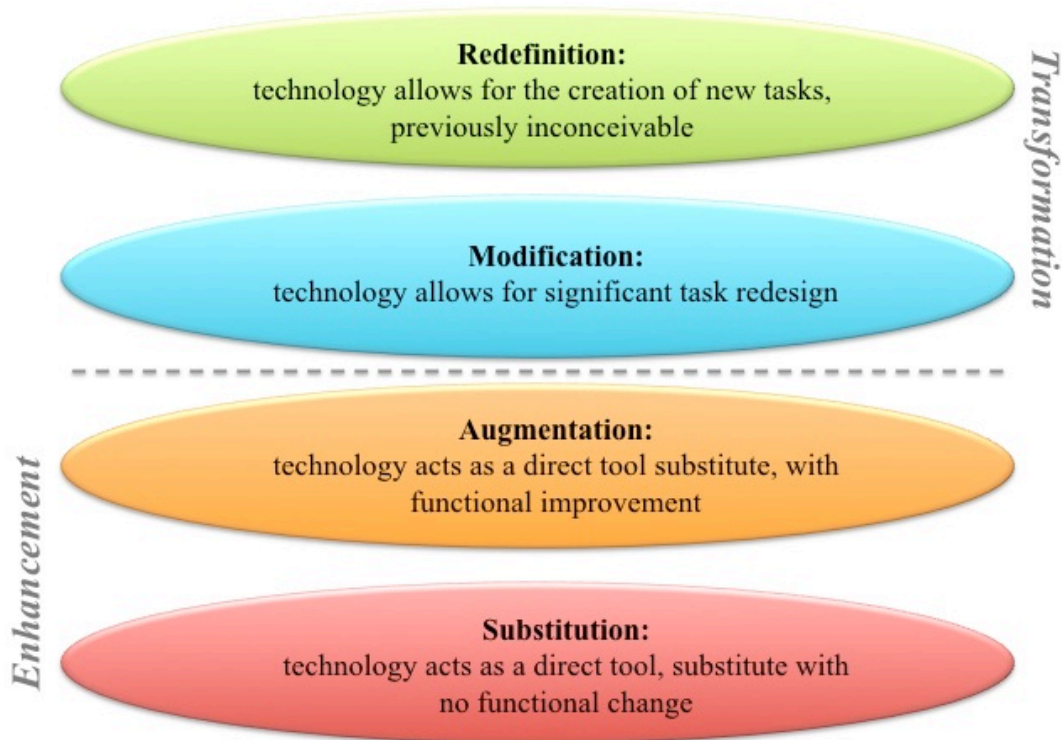 Redefinition:
technology allows for the creation of new tasks,
previously inconceivable
Transformation
Modification:
technology allows for significant task redesign
Augmentation:
technology acts as a direct tool substitute, with
functional improvement
Enhancement
Substitution:
technology acts as a direct tool, substitute with
no functional change